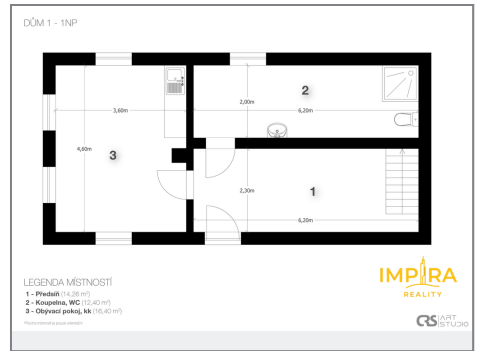 DŮM 1 - 1NP
2
2,00m
6,20m
3,60m
4,60m
3
2,30m
1
6,20m
LEGENDA MÍSTNOSTÍ
1 - Předsíň (14,26 m²)
2 - Koupelna, WC (12,40 m²)
3 - Obývací pokoj, kk (16,40 m²)
IMPIRA
REALITY
CRS ART
STUDIO